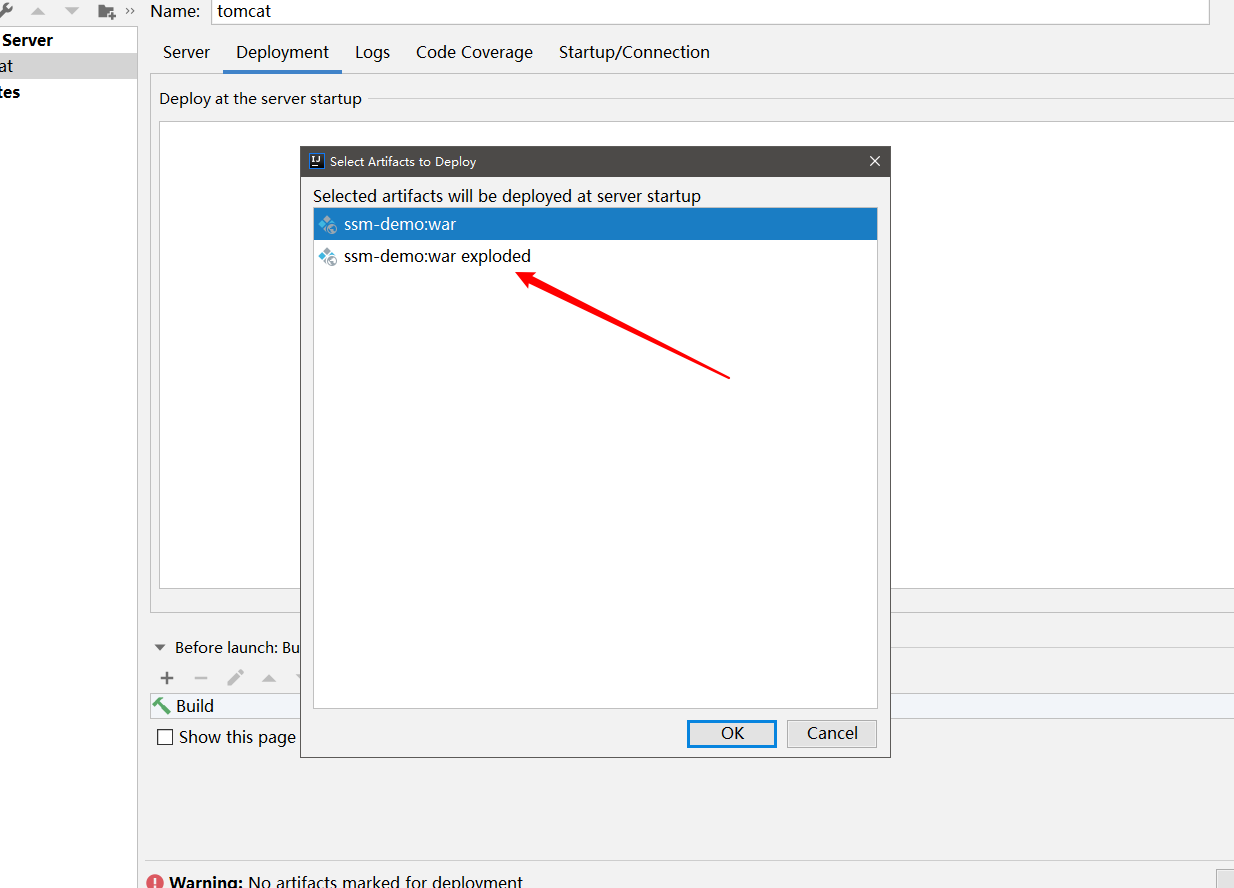 Name: tomcat
Server
at
tes
Server Deployment Logs Code Coverage Startup/Connection
Deploy at the server startup
Select Artifacts to Deploy
Selected artifacts will be deployed at server startup
ssm-demo:war
ssm-demo:war exploded
Before launch: Bu
Build
Show this page
OK Cancel
Warning: No artifacts marked for deployment